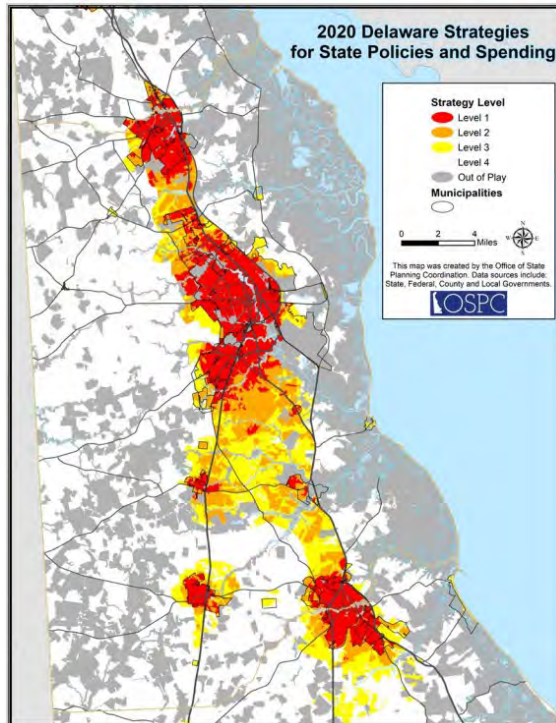 2020 Delaware Strategies
for State Policies and Spending
Strategy Level
Level 1
Level 2
Level 3
Level 4
Out of Play
Municipalities
N
W E
S
0 2 4
Miles
This map was created by the Office of State
Planning Coordination. Data sources include:
State, Federal, County and Local Governments.
OSPC